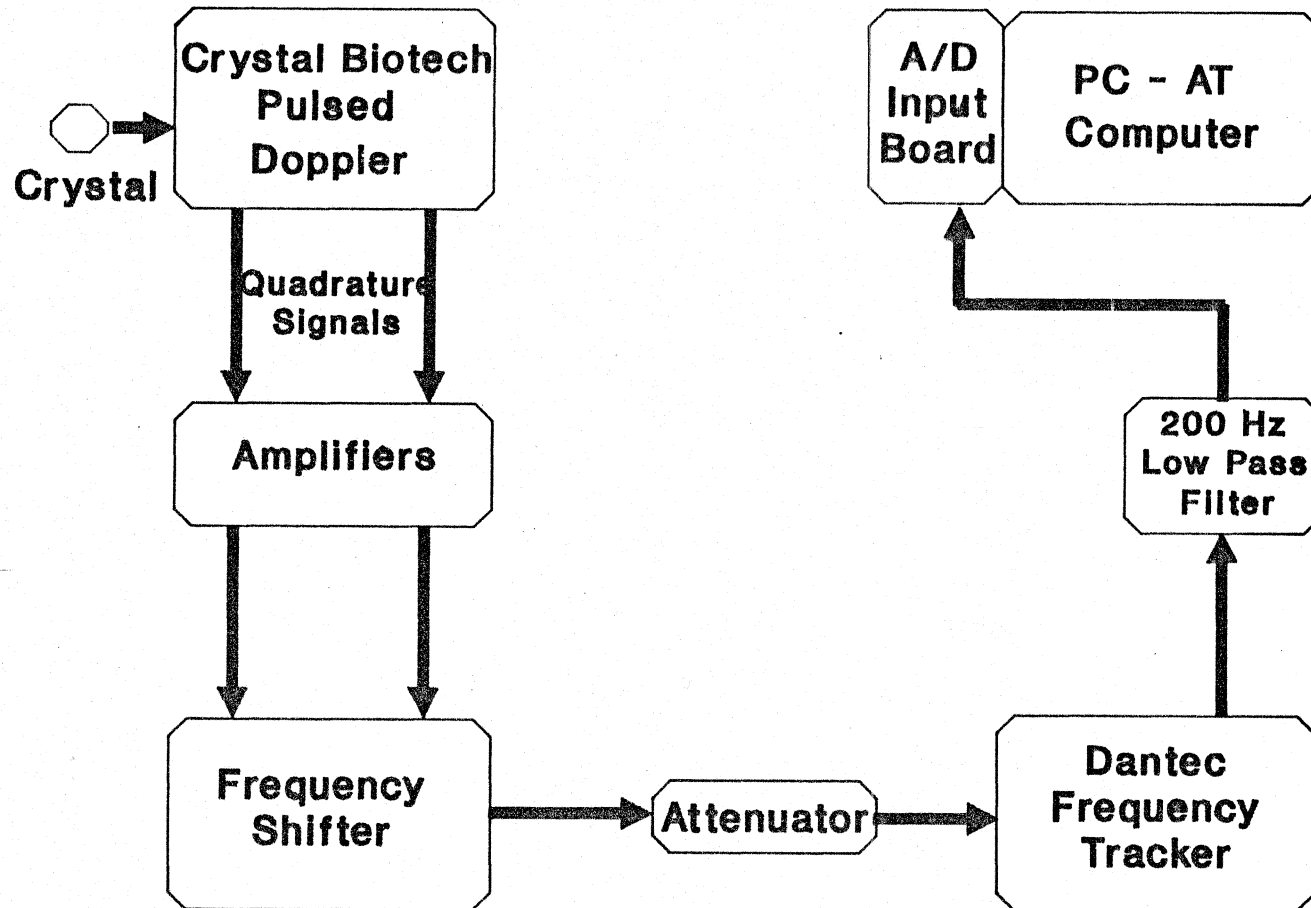 Crystal Biotech
Pulsed
Doppler
Crystal
Quadrature
Signals
Amplifiers
Frequency
Shifter
Attenuator
Dantec
Frequency
Tracker
200 Hz
Low Pass
Filter
A/D
Input
Board
PC - AT
Computer